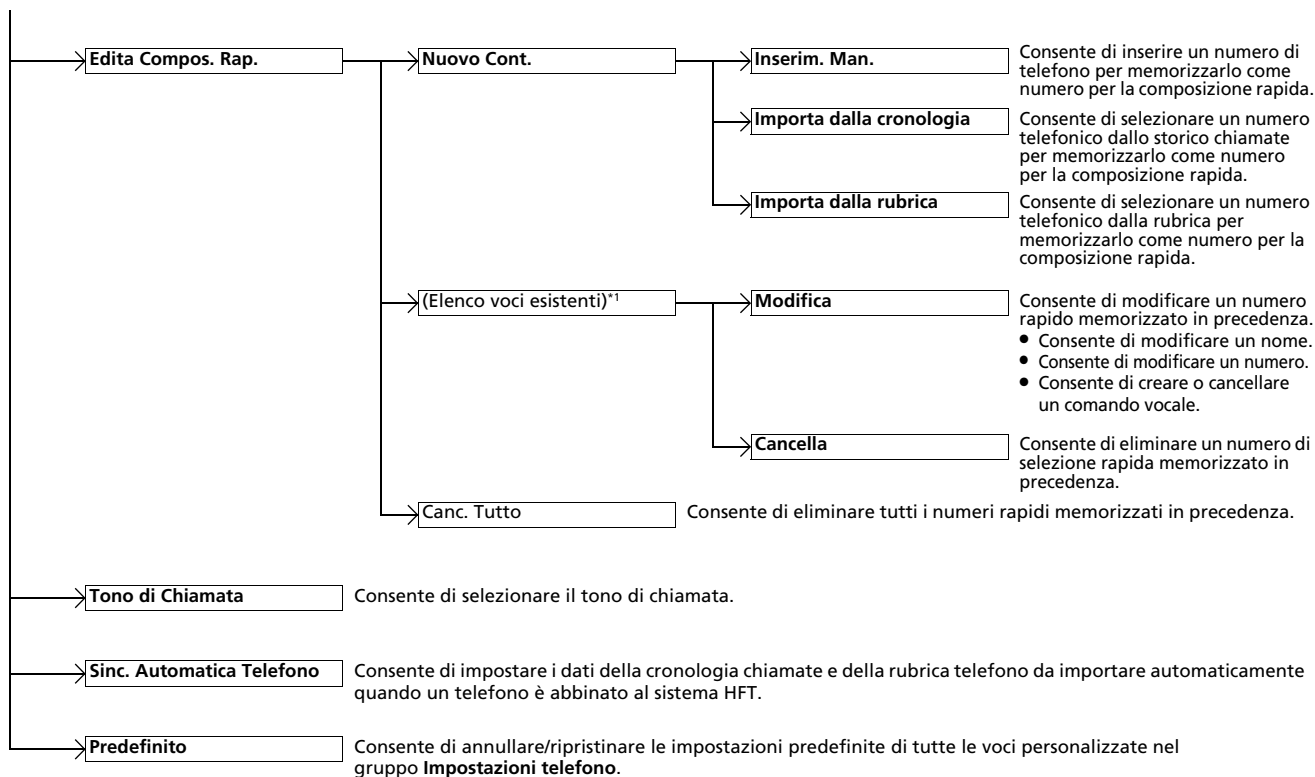 Edita Compos. Rap.
Nuovo Cont.
Inserim. Man.
Consente di inserire un numero di
telefono per memorizzarlo come
numero per la composizione rapida.
Importa dalla cronologia
Consente di selezionare un numero
telefonico dallo storico chiamate
per memorizzarlo come numero
per la composizione rapida.
Importa dalla rubrica
Consente di selezionare un numero
telefonico dalla rubrica per
memorizzarlo come numero per la
composizione rapida.
(Elenco voci esistenti)*1
Modifica
Consente di modificare un numero
rapido memorizzato in precedenza.
● Consente di modificare un nome.
● Consente di modificare un numero.
● Consente di creare o cancellare
un comando vocale.
Cancella
Consente di eliminare un numero di
selezione rapida memorizzato in
precedenza.
Canc. Tutto
Consente di eliminare tutti i numeri rapidi memorizzati in precedenza.
Tono di Chiamata
Consente di selezionare il tono di chiamata.
Sinc. Automatica Telefono
Consente di impostare i dati della cronologia chiamate e della rubrica telefono da importare automaticamente
quando un telefono è abbinato al sistema HFT.
Predefinito
Consente di annullare/ripristinare le impostazioni predefinite di tutte le voci personalizzate nel
gruppo Impostazioni telefono.